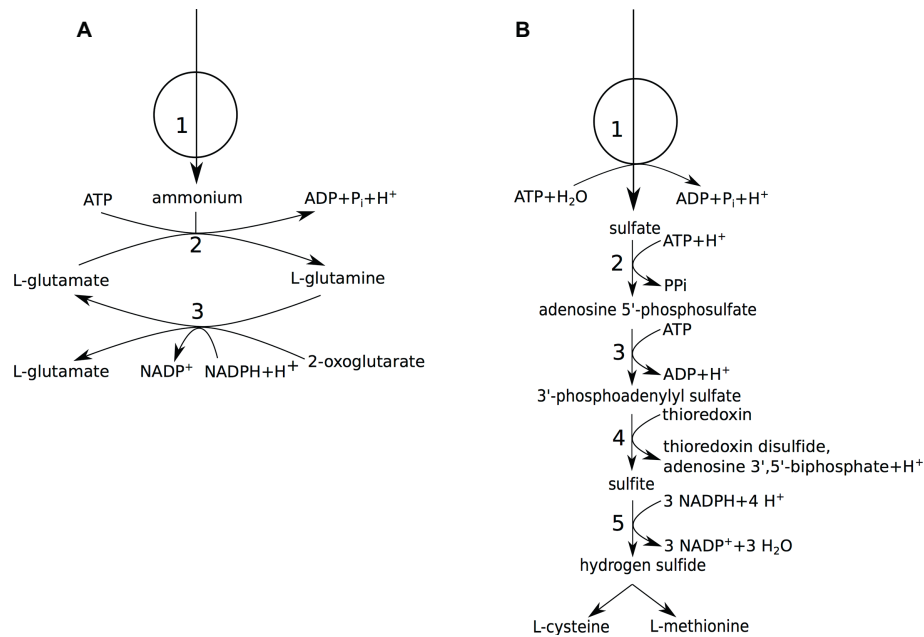 A
1
ATP
ammonium
ADP+Pi+H+
2
L-glutamate
L-glutamine
3
L-glutamate
NADP+
NADPH+H+
2-oxoglutarate
B
1
ATP+H2O
ADP+Pi+H+
sulfate
ATP+H+
2
PPi
adenosine 5'-phosphosulfate
ATP
3
ADP+H+
3'-phosphoadenylyl sulfate
thioredoxin
4
thioredoxin disulfide,
adenosine 3',5'-biphosphate+H+
sulfite
3 NADPH+4 H+
5
3 NADP++3 H2O
hydrogen sulfide
L-cysteine
L-methionine